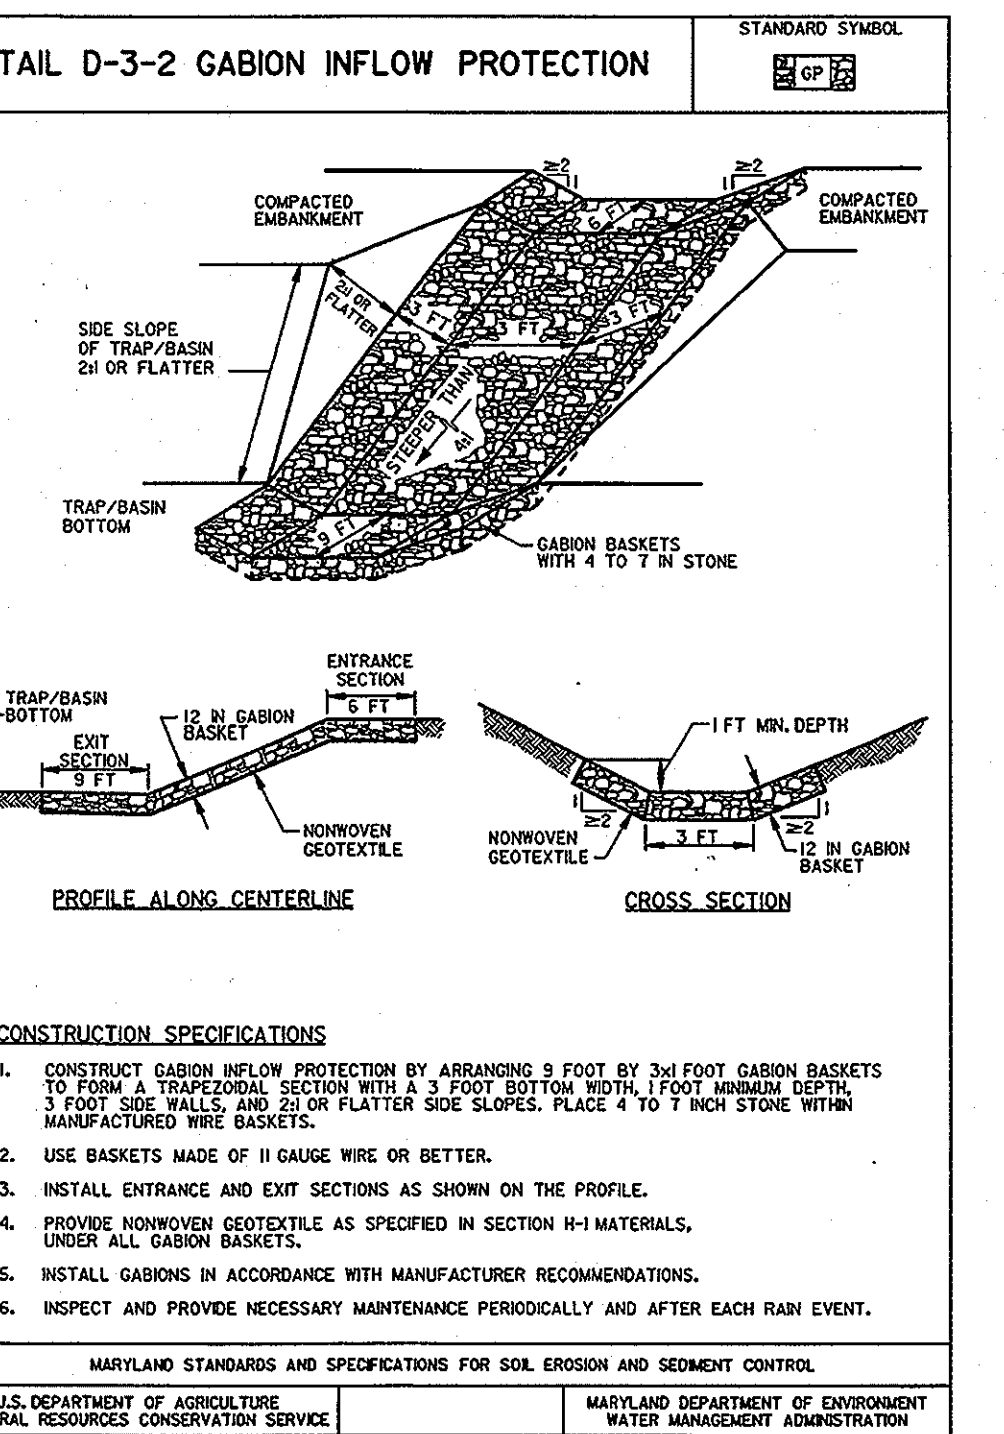 TAIL D-3-2 GABION INFLOW PROTECTION
STANDARD SYMBOL
GP
≥2
1
≥2
1
COMPACTED
EMBANKMENT
6 FT
COMPACTED
EMBANKMENT
2:1 OR
FLATTER
3 FT
3 FT
3 FT
SIDE SLOPE
OF TRAP/BASIN
2:1 OR FLATTER
STEEPER THAN
4:1
TRAP/BASIN
BOTTOM
9 FT
GABION BASKETS
WITH 4 TO 7 IN STONE
TRAP/BASIN
BOTTOM
EXIT
SECTION
9 FT
12 IN GABION
BASKET
ENTRANCE
SECTION
6 FT
NONWOVEN
GEOTEXTILE
PROFILE ALONG CENTERLINE
1 FT MIN. DEPTH
1
≥2
NONWOVEN
GEOTEXTILE
3 FT
1
≥2
12 IN GABION
BASKET
CROSS SECTION
CONSTRUCTION SPECIFICATIONS
1. CONSTRUCT GABION INFLOW PROTECTION BY ARRANGING 9 FOOT BY 3x1 FOOT GABION BASKETS
TO FORM A TRAPEZOIDAL SECTION WITH A 3 FOOT BOTTOM WIDTH, 1 FOOT MINIMUM DEPTH,
3 FOOT SIDE WALLS, AND 2:1 OR FLATTER SIDE SLOPES. PLACE 4 TO 7 INCH STONE WITHIN
MANUFACTURED WIRE BASKETS.
2. USE BASKETS MADE OF 11 GAUGE WIRE OR BETTER.
3. INSTALL ENTRANCE AND EXIT SECTIONS AS SHOWN ON THE PROFILE.
4. PROVIDE NONWOVEN GEOTEXTILE AS SPECIFIED IN SECTION H-1 MATERIALS,
UNDER ALL GABION BASKETS.
5. INSTALL GABIONS IN ACCORDANCE WITH MANUFACTURER RECOMMENDATIONS.
6. INSPECT AND PROVIDE NECESSARY MAINTENANCE PERIODICALLY AND AFTER EACH RAIN EVENT.
MARYLAND STANDARDS AND SPECIFICATIONS FOR SOIL EROSION AND SEDIMENT CONTROL
U.S. DEPARTMENT OF AGRICULTURE
RAL RESOURCES CONSERVATION SERVICE
MARYLAND DEPARTMENT OF ENVIRONMENT
WATER MANAGEMENT ADMINISTRATION